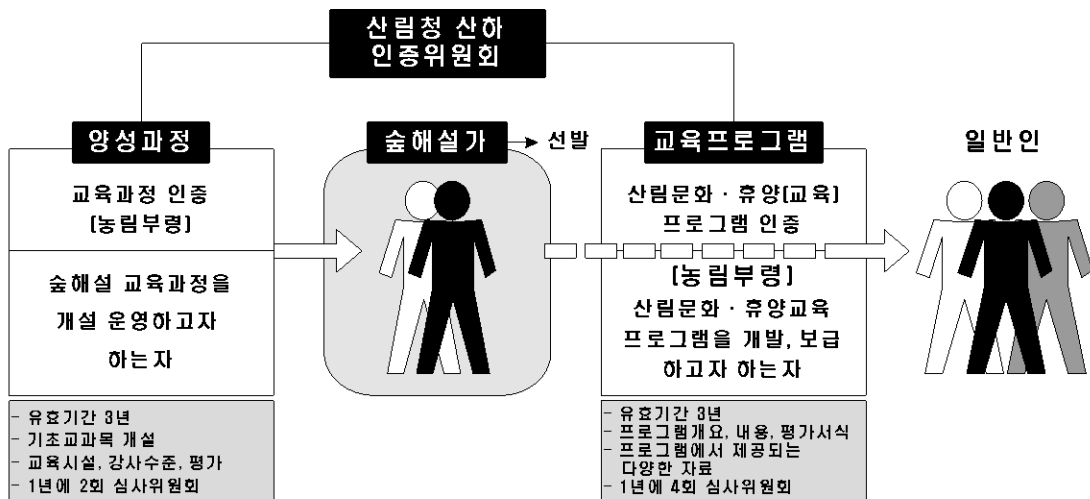 산림청 산하
인증위원회
양성과정
교육과정 인증
[농림부령]
숲해설 교육과정을
개설 운영하고자
하는자
- 유효기간 3년
- 기초교과목 개설
- 교육시설, 강사수준, 평가
- 1년에 2회 심사위원회
숲해설가
선발
교육프로그램
산림문화 · 휴양[교육]
프로그램 인증
[농림부령]
산림문화 · 휴양교육
프로그램을 개발, 보급
하고자 하는자
- 유효기간 3년
- 프로그램개요, 내용, 평가서식
- 프로그램에서 제공되는
다양한 자료
- 1년에 4회 심사위원회
일반인